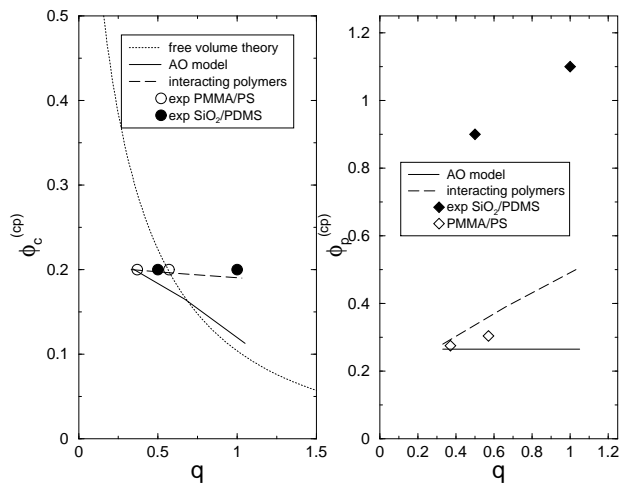 0.5
0.4
0.3
0.2
0.1
0
ϕc(cp)
free volume theory
AO model
interacting polymers
exp PMMA/PS
exp SiO2/PDMS
0 0.5 1 1.5
q
1.2
1
0.8
0.6
0.4
0.2
0
ϕp(cp)
AO model
interacting polymers
exp SiO2/PDMS
PMMA/PS
0 0.2 0.4 0.6 0.8 1 1.2
q